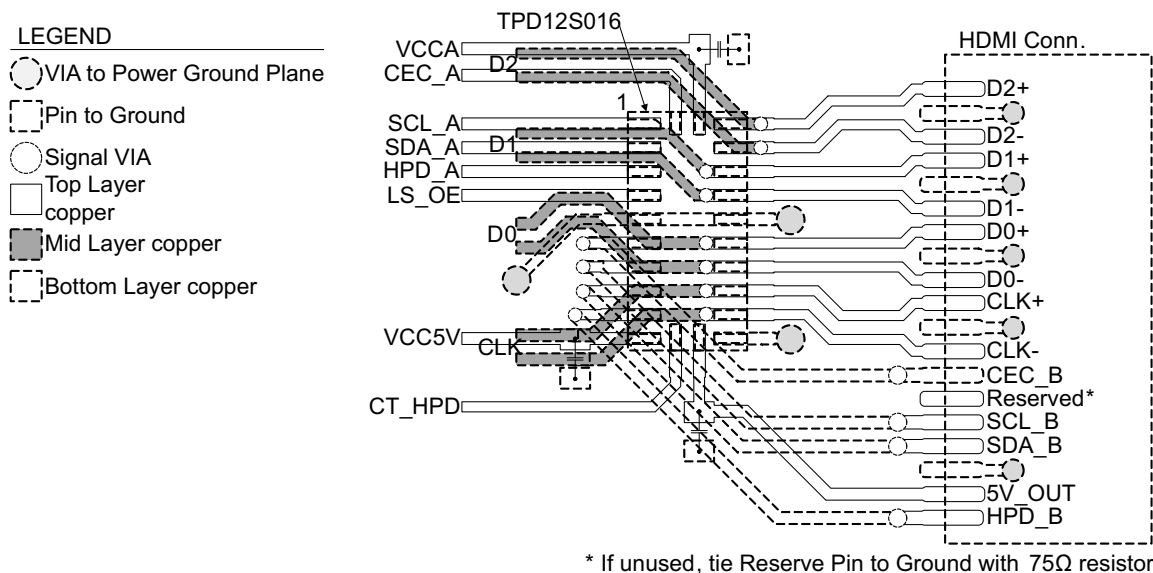 LEGEND
VIA to Power Ground Plane
Pin to Ground
Signal VIA
Top Layer
copper
Mid Layer copper
Bottom Layer copper
TPD12S016
VCCA
D2
CEC_A
1
SCL_A
SDA_A
D1
HPD_A
LS_OE
D0
VCC5V
CLK
CT_HPD
HDMI Conn.
D2+
D2-
D1+
D1-
D0+
D0-
CLK+
CLK-
CEC_B
Reserved*
SCL_B
SDA_B
5V_OUT
HPD_B
* If unused, tie Reserve Pin to Ground with 75Ω resistor